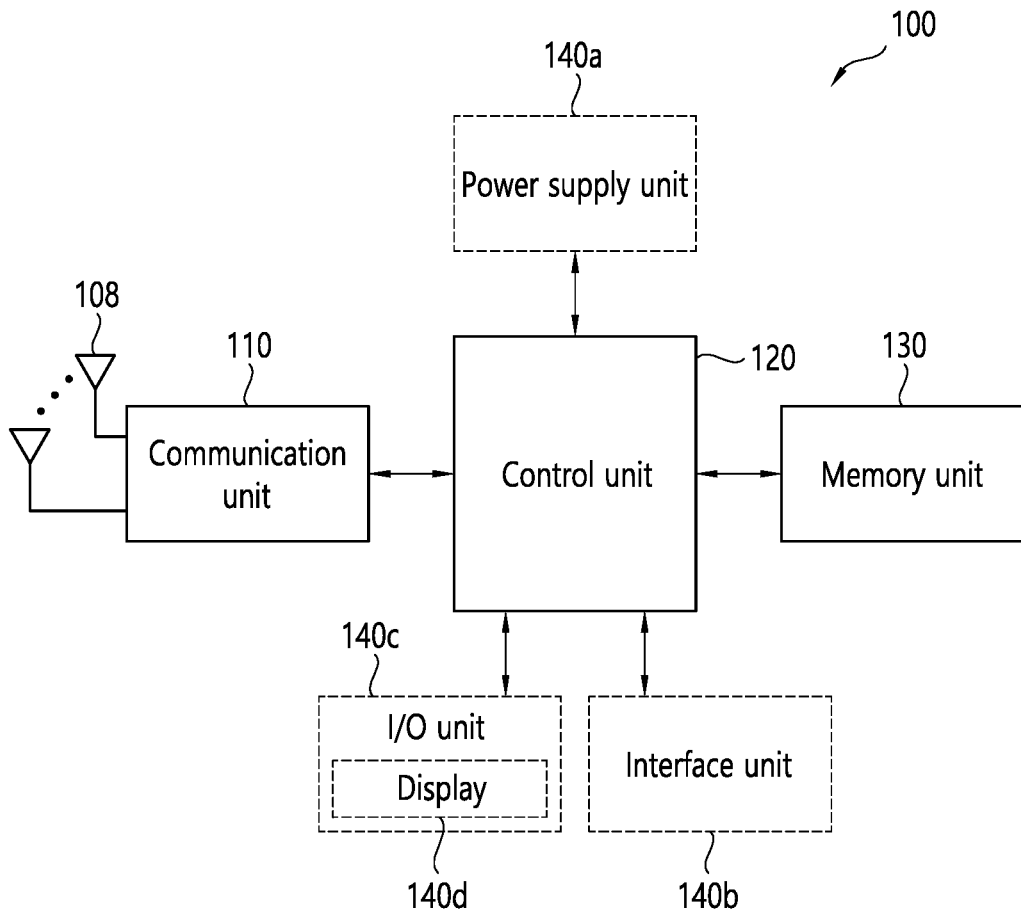 100
140a
Power supply unit
108
110
120
130
Communication
unit
Control unit
Memory unit
140c
I/O unit
Display
Interface unit
140d
140b